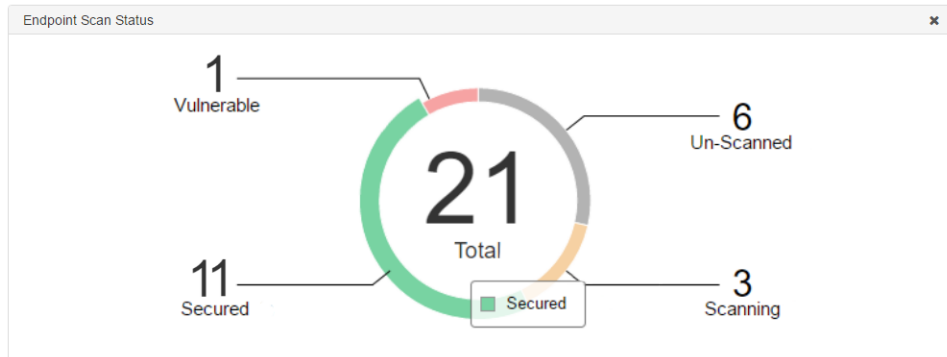 Endpoint Scan Status ✖
1
Vulnerable
6
Un-Scanned
21
Total
11
Secured
3
Scanning
Secured